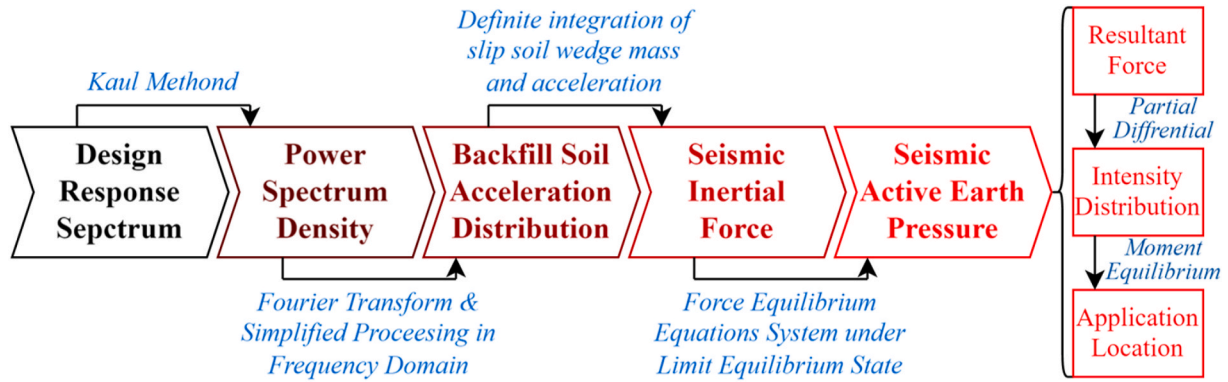 Kaul Methond
Definite integration of
slip soil wedge mass
and acceleration
Design
Response
Sepctrum
Power
Spectrum
Density
Backfill Soil
Acceleration
Distribution
Seismic
Inertial
Force
Seismic
Active Earth
Pressure
Fourier Transform &
Simplified Proceesing in
Frequency Domain
Force Equilibrium
Equations System under
Limit Equilibrium State
Resultant
Force
Partial
Diffrential
Intensity
Distribution
Moment
Equilibrium
Application
Location